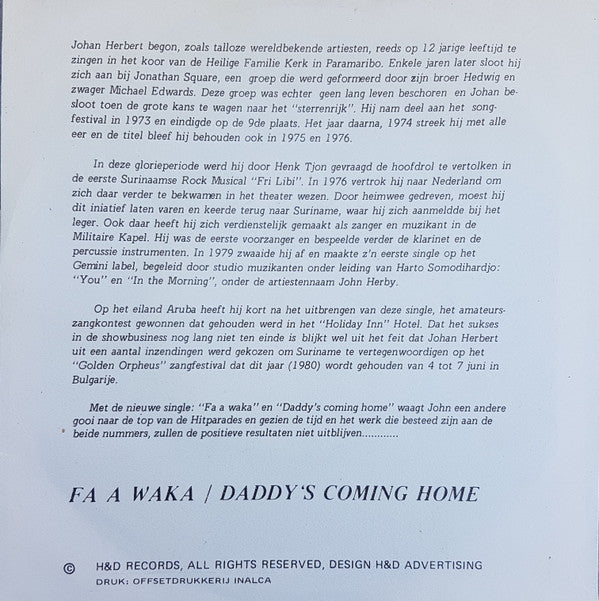 Johan Herbert begon, zoals talloze wereldbekende artiesten, reeds op 12 jarige leeftijd te
zingen in het koor van de Heilige Familie Kerk in Paramaribo. Enkele jaren later sloot hij
zich aan bij Jonathan Square, een groep die werd geformeerd door zijn broer Hedwig en
zwager Michael Edwards. Deze groep was echter geen lang leven beschoren en Johan be-
sloot toen de grote kans te wagen naar het "sterrenrijk". Hij nam deel aan het song-
festival in 1973 en eindigde op de 9de plaats. Het jaar daarna, 1974 streek hij met alle
eer en de titel bleef hij behouden ook in 1975 en 1976.
In deze glorieperiode werd hij door Henk Tjon gevraagd de hoofdrol te vertolken in
de eerste Surinaamse Rock Musical "Fri Libi". In 1976 vertrok hij naar Nederland om
zich daar verder te bekwamen in het theater wezen. Door heimwee gedreven, moest hij
dit iniatief laten varen en keerde terug naar Suriname, waar hij zich aanmeldde bij het
leger. Ook daar heeft hij zich verdienstelijk gemaakt als zanger en muzikant in de
Militaire Kapel. Hij was de eerste voorzanger en bespeelde verder de klarinet en de
percussie instrumenten. In 1979 zwaaide hij af en maakte z'n eerste single op het
Gemini label, begeleid door studio muzikanten onder leiding van Harto Somodihardjo:
"You" en "In the Morning", onder de artiestennaam John Herby.
Op het eiland Aruba heeft hij kort na het uitbrengen van deze single, het amateurs-
zangkontest gewonnen dat gehouden werd in het "Holiday Inn" Hotel. Dat het sukses
in de showbusiness nog lang niet ten einde is blijkt wel uit het feit dat Johan Herbert
uit een aantal inzendingen werd gekozen om Suriname te vertegenwoordigen op het
"Golden Orpheus" zangfestival dat dit jaar (1980) wordt gehouden van 4 tot 7 juni in
Bulgarije.
Met de nieuwe single: "Fa a waka" en "Daddy's coming home" waagt John een andere
gooi naar de top van de Hitparades en gezien de tijd en het werk die besteed zijn aan de
beide nummers, zullen de positieve resultaten niet uitblijven............
FA A WAKA / DADDY'S COMING HOME
© H&D RECORDS, ALL RIGHTS RESERVED, DESIGN H&D ADVERTISING
DRUK: OFFSETDRUKKERIJ INALCA